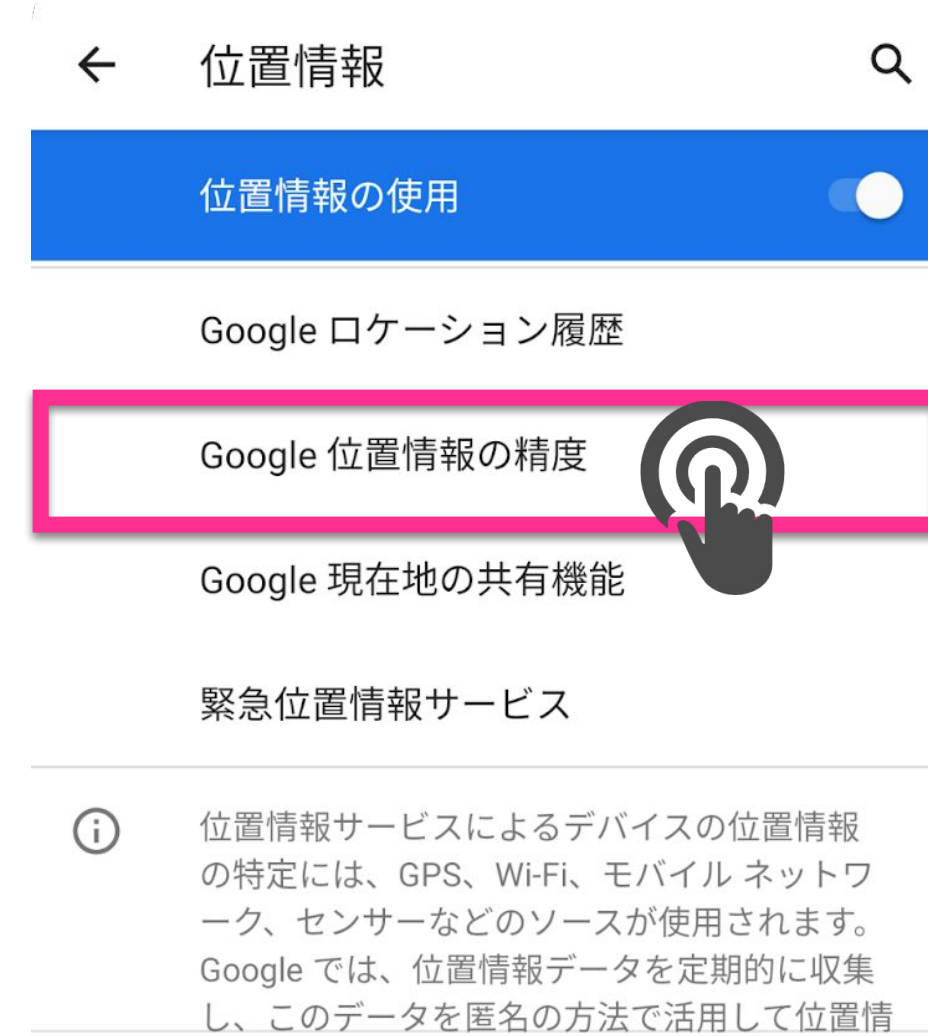 位置情報
位置情報の使用
Google ロケーション履歴
Google 位置情報の精度
Google 現在地の共有機能
緊急位置情報サービス
位置情報サービスによるデバイスの位置情報
の特定には、GPS、Wi-Fi、モバイル ネットワ
ーク、センサーなどのソースが使用されます。
Google では、位置情報データを定期的に収集
し、このデータを匿名の方法で活用して位置情